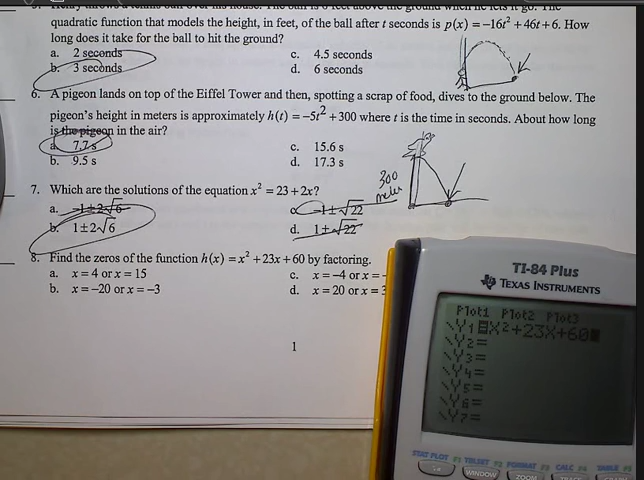 quadratic function that models the height, in feet, of the ball after t seconds is p(x) = −16t² + 46t + 6. How
long does it take for the ball to hit the ground?
a. 2 seconds
b. 3 seconds
c. 4.5 seconds
d. 6 seconds
6. A pigeon lands on top of the Eiffel Tower and then, spotting a scrap of food, dives to the ground below. The
pigeon's height in meters is approximately h(t) = −5t² + 300 where t is the time in seconds. About how long
is the pigeon in the air?
a. 7.7 s
b. 9.5 s
c. 15.6 s
d. 17.3 s
300
meters
7. Which are the solutions of the equation x² = 23 + 2x?
a. −1 ± 2√6
b. 1 ± 2√6
c. −1 ± √22
d. 1 ± √22
8. Find the zeros of the function h(x) = x² + 23x + 60 by factoring.
a. x = 4 or x = 15
b. x = −20 or x = −3
c. x = −4 or x = −
d. x = 20 or x = 3
1
TI-84 Plus
TEXAS INSTRUMENTS
Plot1 Plot2 Plot3
\Y1=X²+23X+60
\Y2=
\Y3=
\Y4=
\Y5=
\Y6=
\Y7=
STAT PLOT F1 TBLSET F2 FORMAT F3 CALC F4 TABLE F5
WINDOW ZOOM TRACE